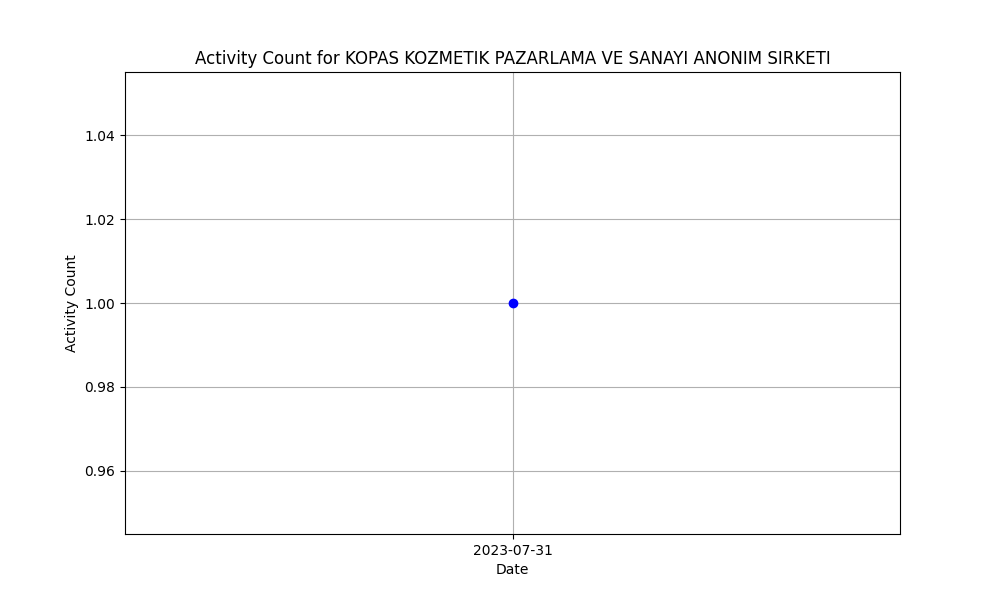 Activity Count for KOPAS KOZMETIK PAZARLAMA VE SANAYI ANONIM SIRKETI
1.04
1.02
1.00
0.98
0.96
Activity Count
2023-07-31
Date